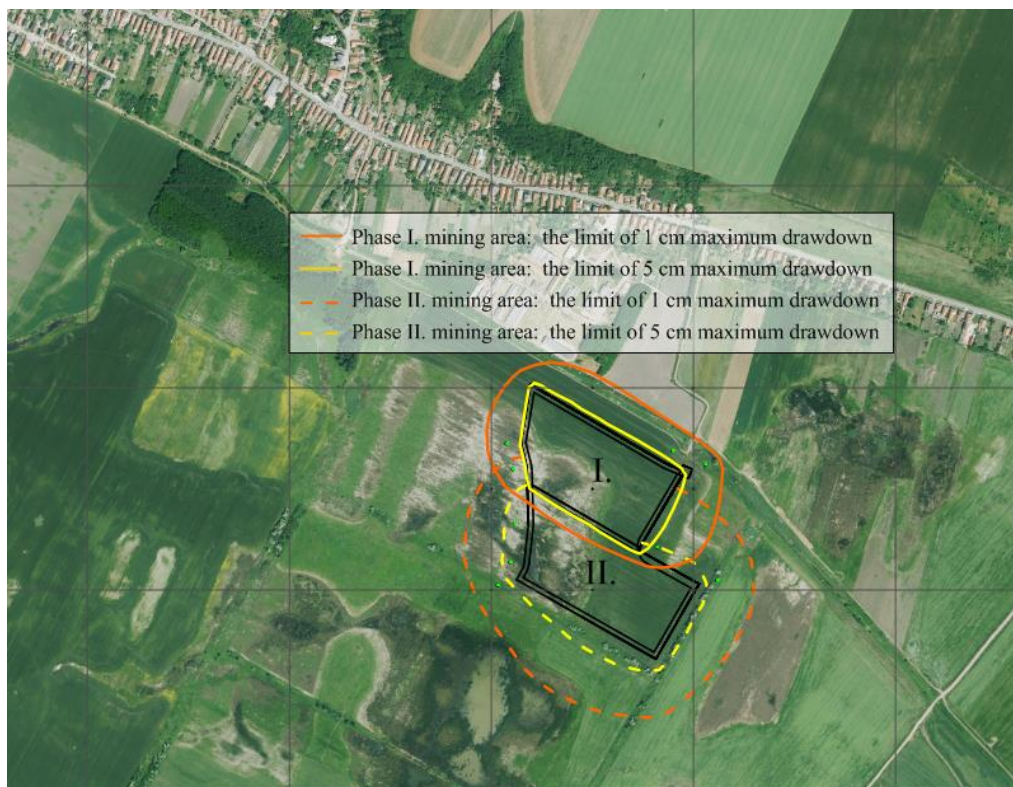 Phase I. mining area: the limit of 1 cm maximum drawdown
Phase I. mining area: the limit of 5 cm maximum drawdown
Phase II. mining area: the limit of 1 cm maximum drawdown
Phase II. mining area: the limit of 5 cm maximum drawdown
I.
II.